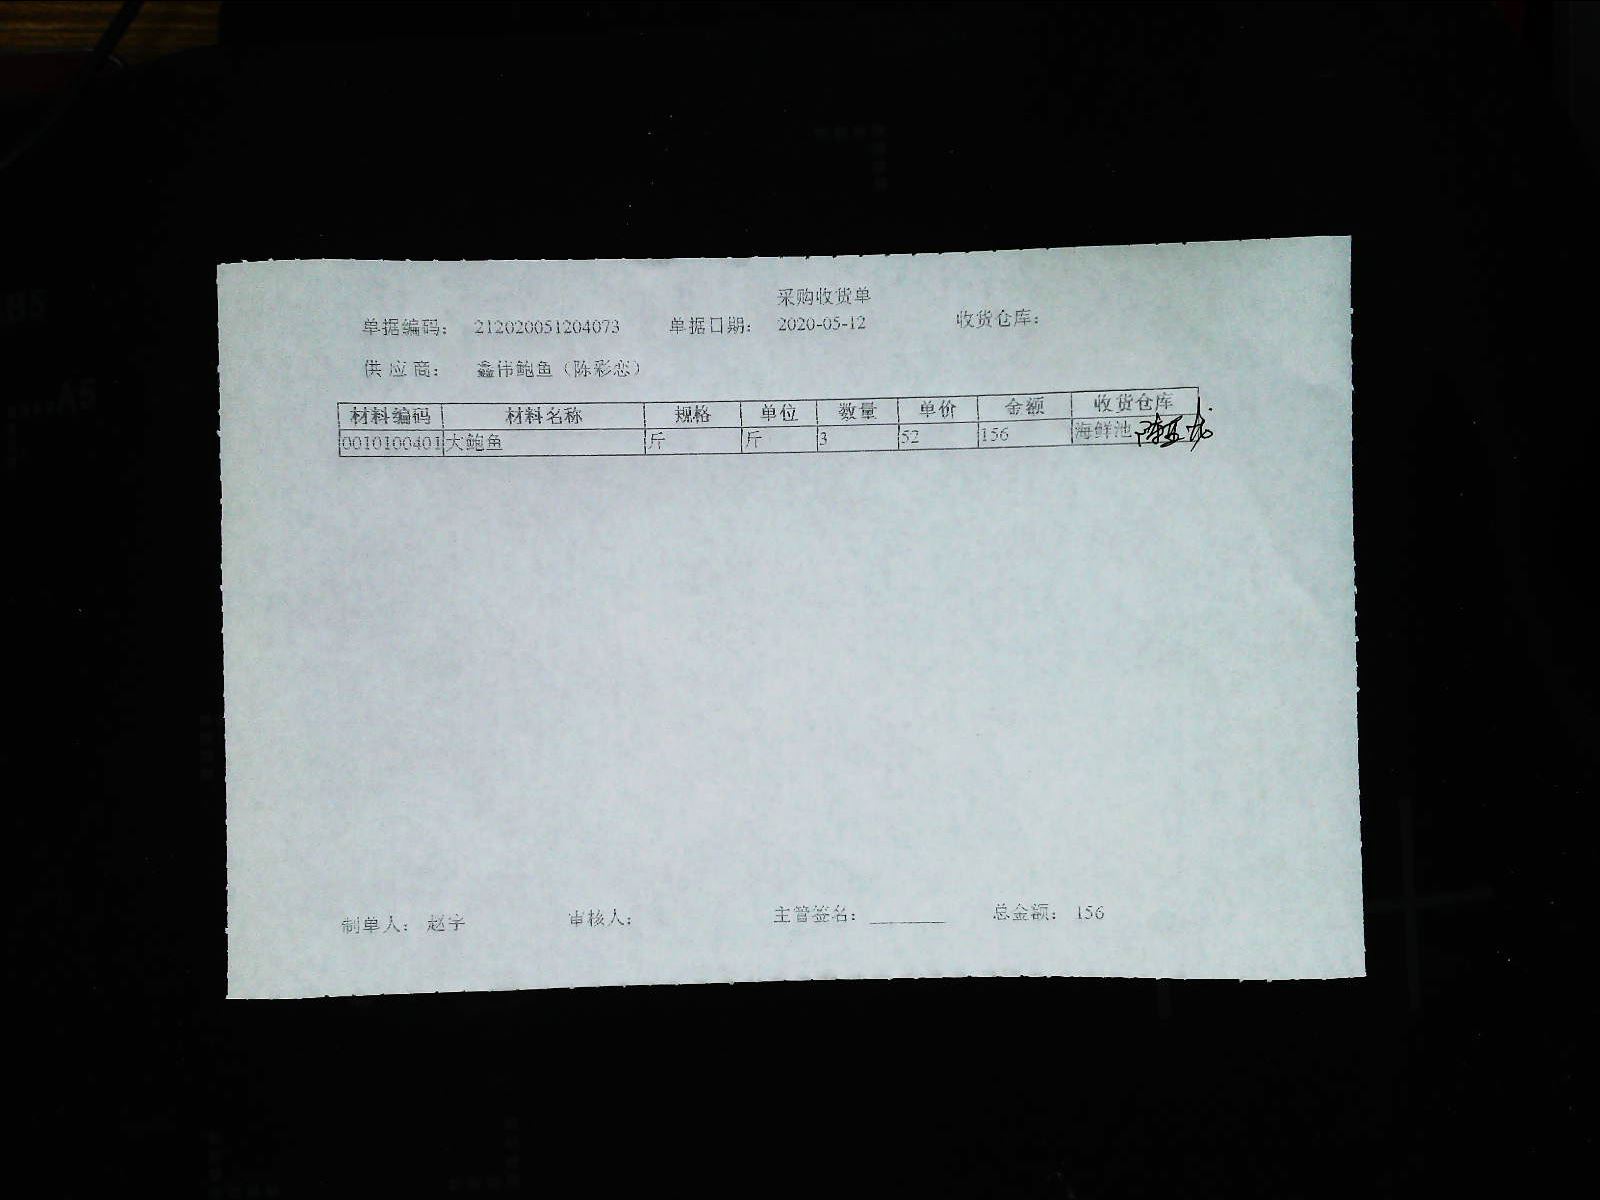 采购收货单
单据编码： 212020051204073 单据日期： 2020-05-12 收货仓库：
供 应 商： 鑫伟鲍鱼（陈彩恋）
材料编码 材料名称 规格 单位 数量 单价 金额 收货仓库
0010100401 大鲍鱼 斤 斤 3 52 156 海鲜池
制单人： 赵宇 审核人： 主管签名： ________ 总金额： 156